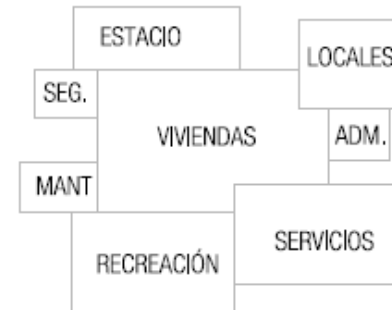 ESTACIO
LOCALES
SEG.
VIVIENDAS
ADM.
MANT
SERVICIOS
RECREACIÓN